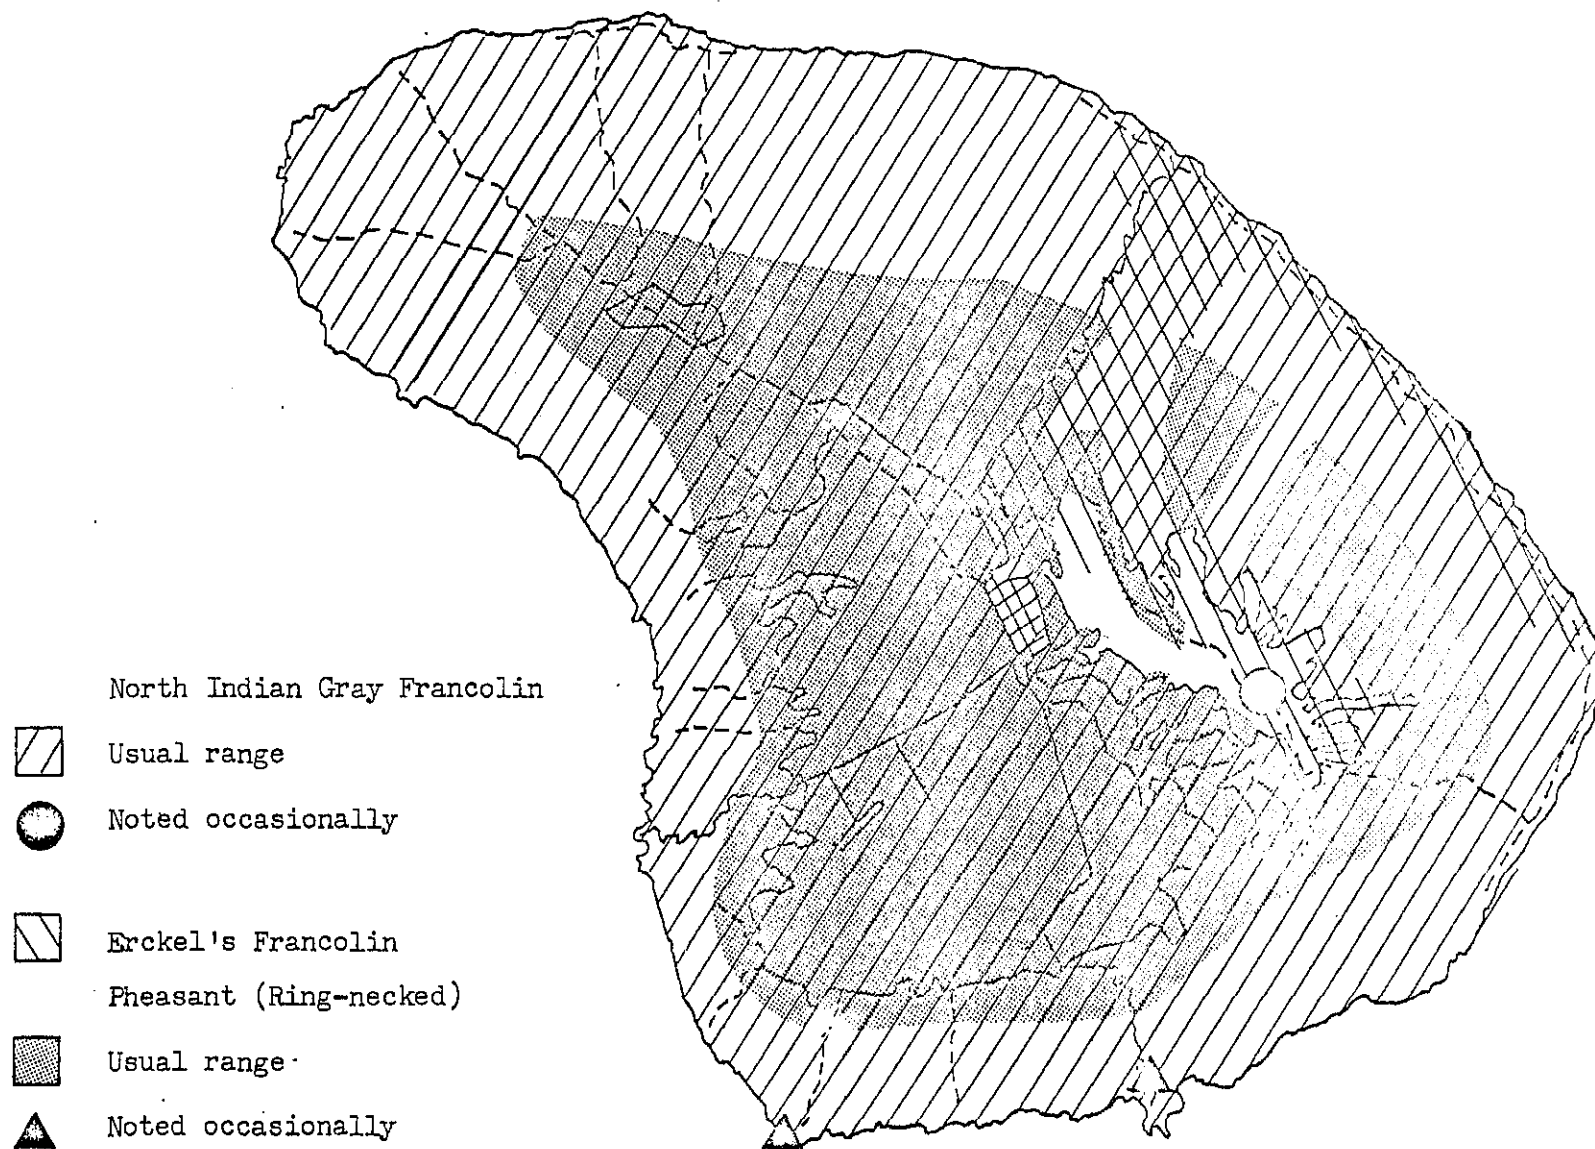 North Indian Gray Francolin
Usual range
Noted occasionally
Erckel's Francolin
Pheasant (Ring-necked)
Usual range
Noted occasionally